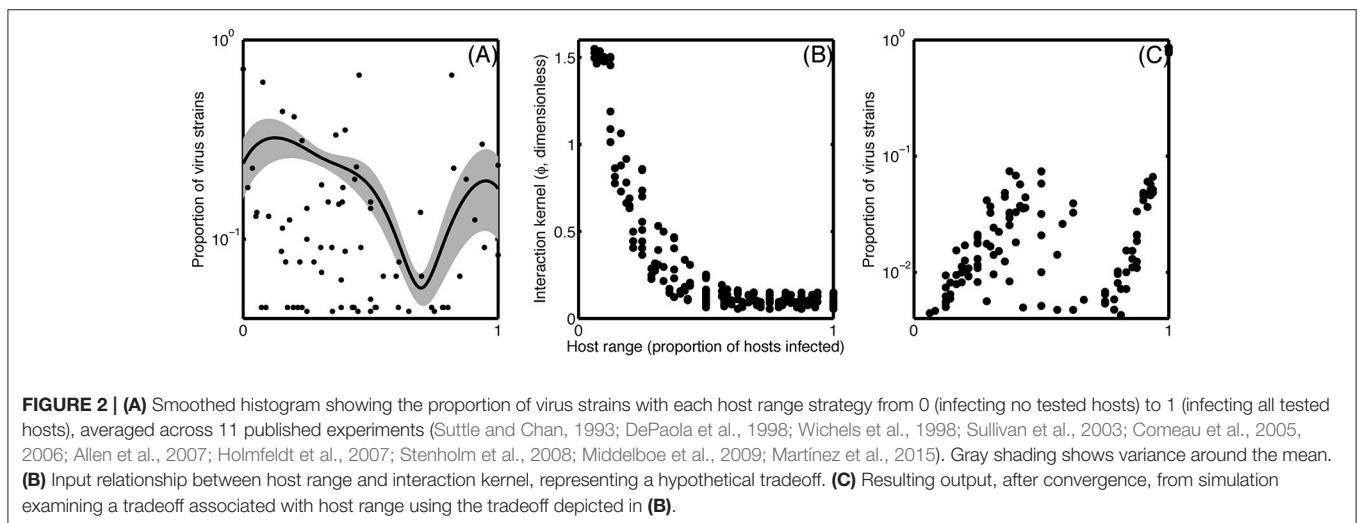 10⁰
(A)
Proportion of virus strains
10⁻¹
0
1
1.5
(B)
Interaction kernel (ϕ, dimensionless)
1
0.5
0
0
1
Host range (proportion of hosts infected)
10⁰
(C)
Proportion of virus strains
10⁻¹
10⁻²
0
1
FIGURE 2 | (A) Smoothed histogram showing the proportion of virus strains with each host range strategy from 0 (infecting no tested hosts) to 1 (infecting all tested
hosts), averaged across 11 published experiments (Suttle and Chan, 1993; DePaola et al., 1998; Wichels et al., 1998; Sullivan et al., 2003; Comeau et al., 2005,
2006; Allen et al., 2007; Holmfeldt et al., 2007; Stenholm et al., 2008; Middelboe et al., 2009; Martínez et al., 2015). Gray shading shows variance around the mean.
(B) Input relationship between host range and interaction kernel, representing a hypothetical tradeoff. (C) Resulting output, after convergence, from simulation
examining a tradeoff associated with host range using the tradeoff depicted in (B).